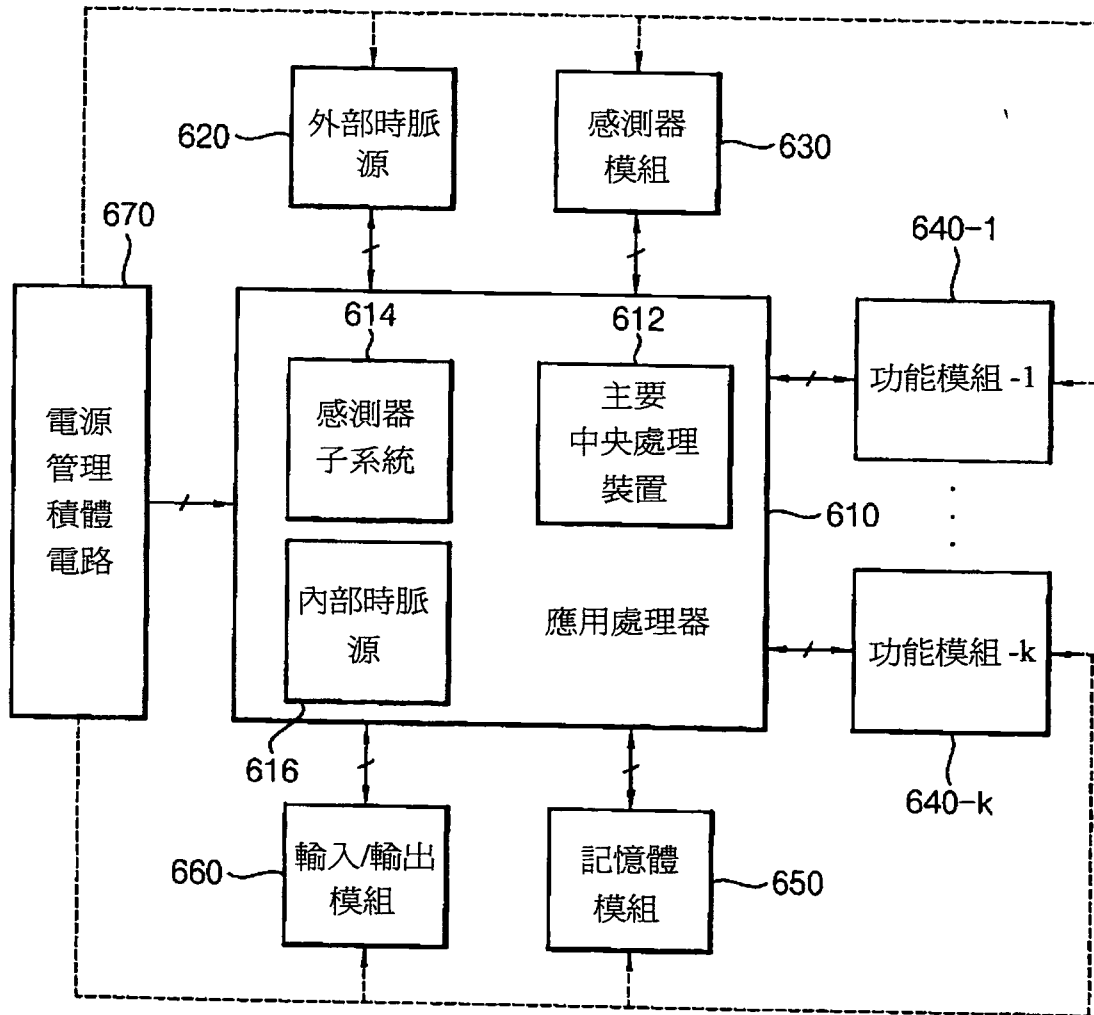 620
外部時脈
源
感測器
模組
630
670
640-1
614
612
電源
管理
積體
電路
感測器
子系統
主要
中央處理
裝置
功能模組 -1
610
內部時脈
源
應用處理器
功能模組 -k
616
640-k
660
輸入/輸出
模組
記憶體
模組
650